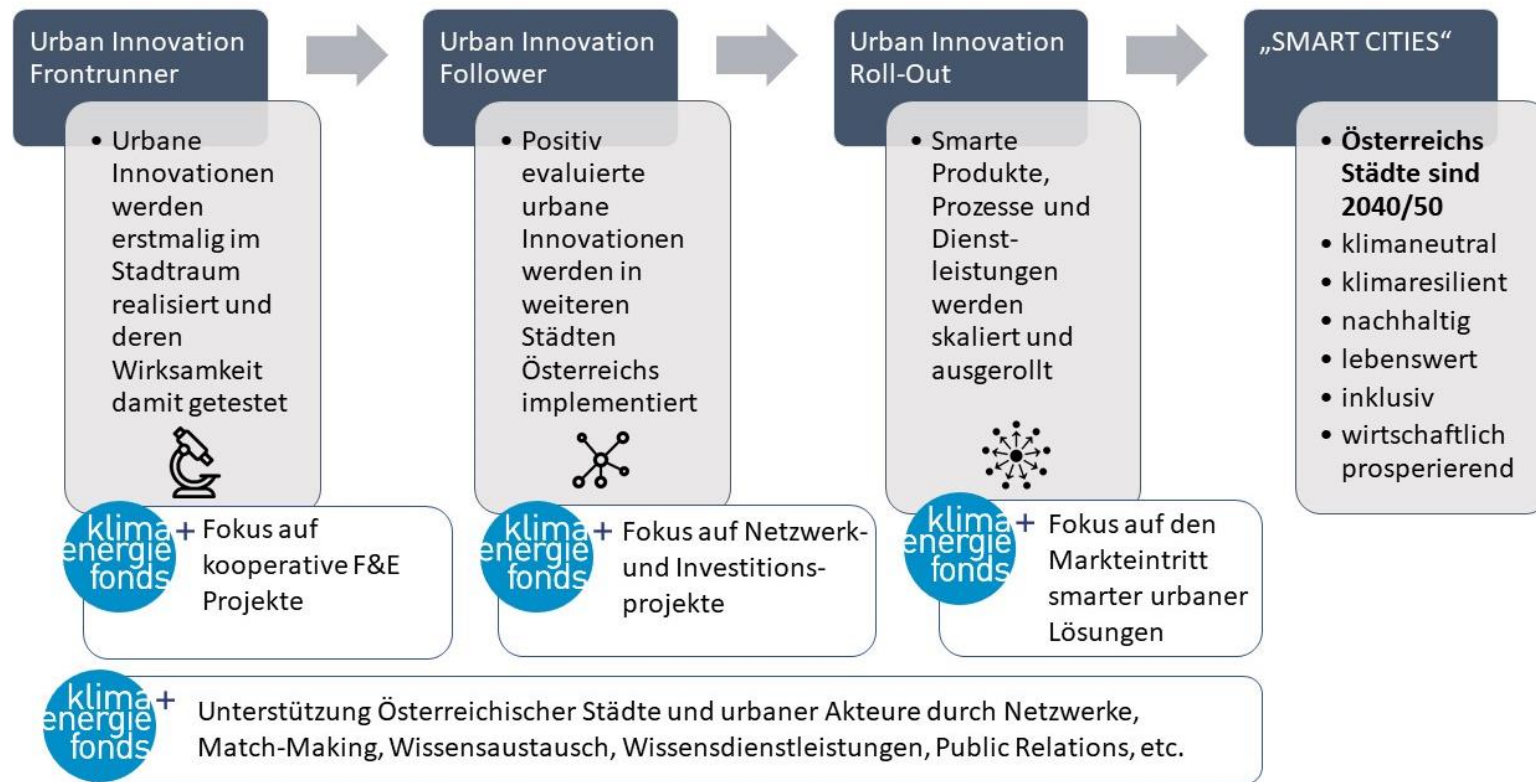 Urban Innovation
Frontrunner
• Urbane
Innovationen
werden
erstmalig im
Stadtraum
realisiert und
deren
Wirksamkeit
damit getestet
klima
energie
fonds
+ Fokus auf
kooperative F&E
Projekte
Urban Innovation
Follower
• Positiv
evaluierte
urbane
Innovationen
werden in
weiteren
Städten
Österreichs
implementiert
klima
energie
fonds
+ Fokus auf Netzwerk-
und Investitions-
projekte
Urban Innovation
Roll-Out
• Smarte
Produkte,
Prozesse und
Dienst-
leistungen
werden
skaliert und
ausgerollt
klima
energie
fonds
+ Fokus auf den
Markteintritt
smarter urbaner
Lösungen
„SMART CITIES“
• Österreichs
Städte sind
2040/50
• klimaneutral
• klimaresilient
• nachhaltig
• lebenswert
• inklusiv
• wirtschaftlich
prosperierend
klima
energie
fonds
+ Unterstützung Österreichischer Städte und urbaner Akteure durch Netzwerke,
Match-Making, Wissensaustausch, Wissensdienstleistungen, Public Relations, etc.